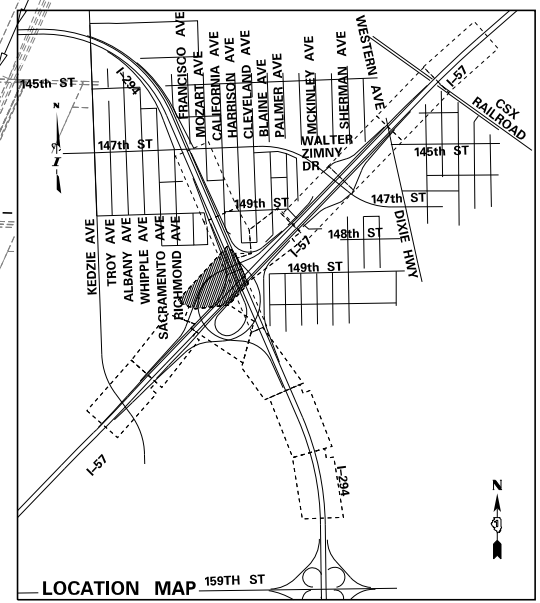 FRANCISCO AVE
MOZART AVE
CALIFORNIA AVE
HARRISON AVE
CLEVELAND AVE
BLAINE AVE
PALMER AVE
MCKINLEY AVE
SHERMAN AVE
WESTERN AVE
I-57
CSX
RAILROAD
145th ST
I-294
N
147th ST
WALTER
ZIMNY
DR
145th ST
147th ST
149th ST
148th ST
DIXIE HWY
I-57
149th ST
KEDZIE AVE
TROY AVE
ALBANY AVE
WHIPPLE AVE
SACRAMENTO AVE
RICHMOND AVE
I-57
I-294
N
LOCATION MAP
159TH ST